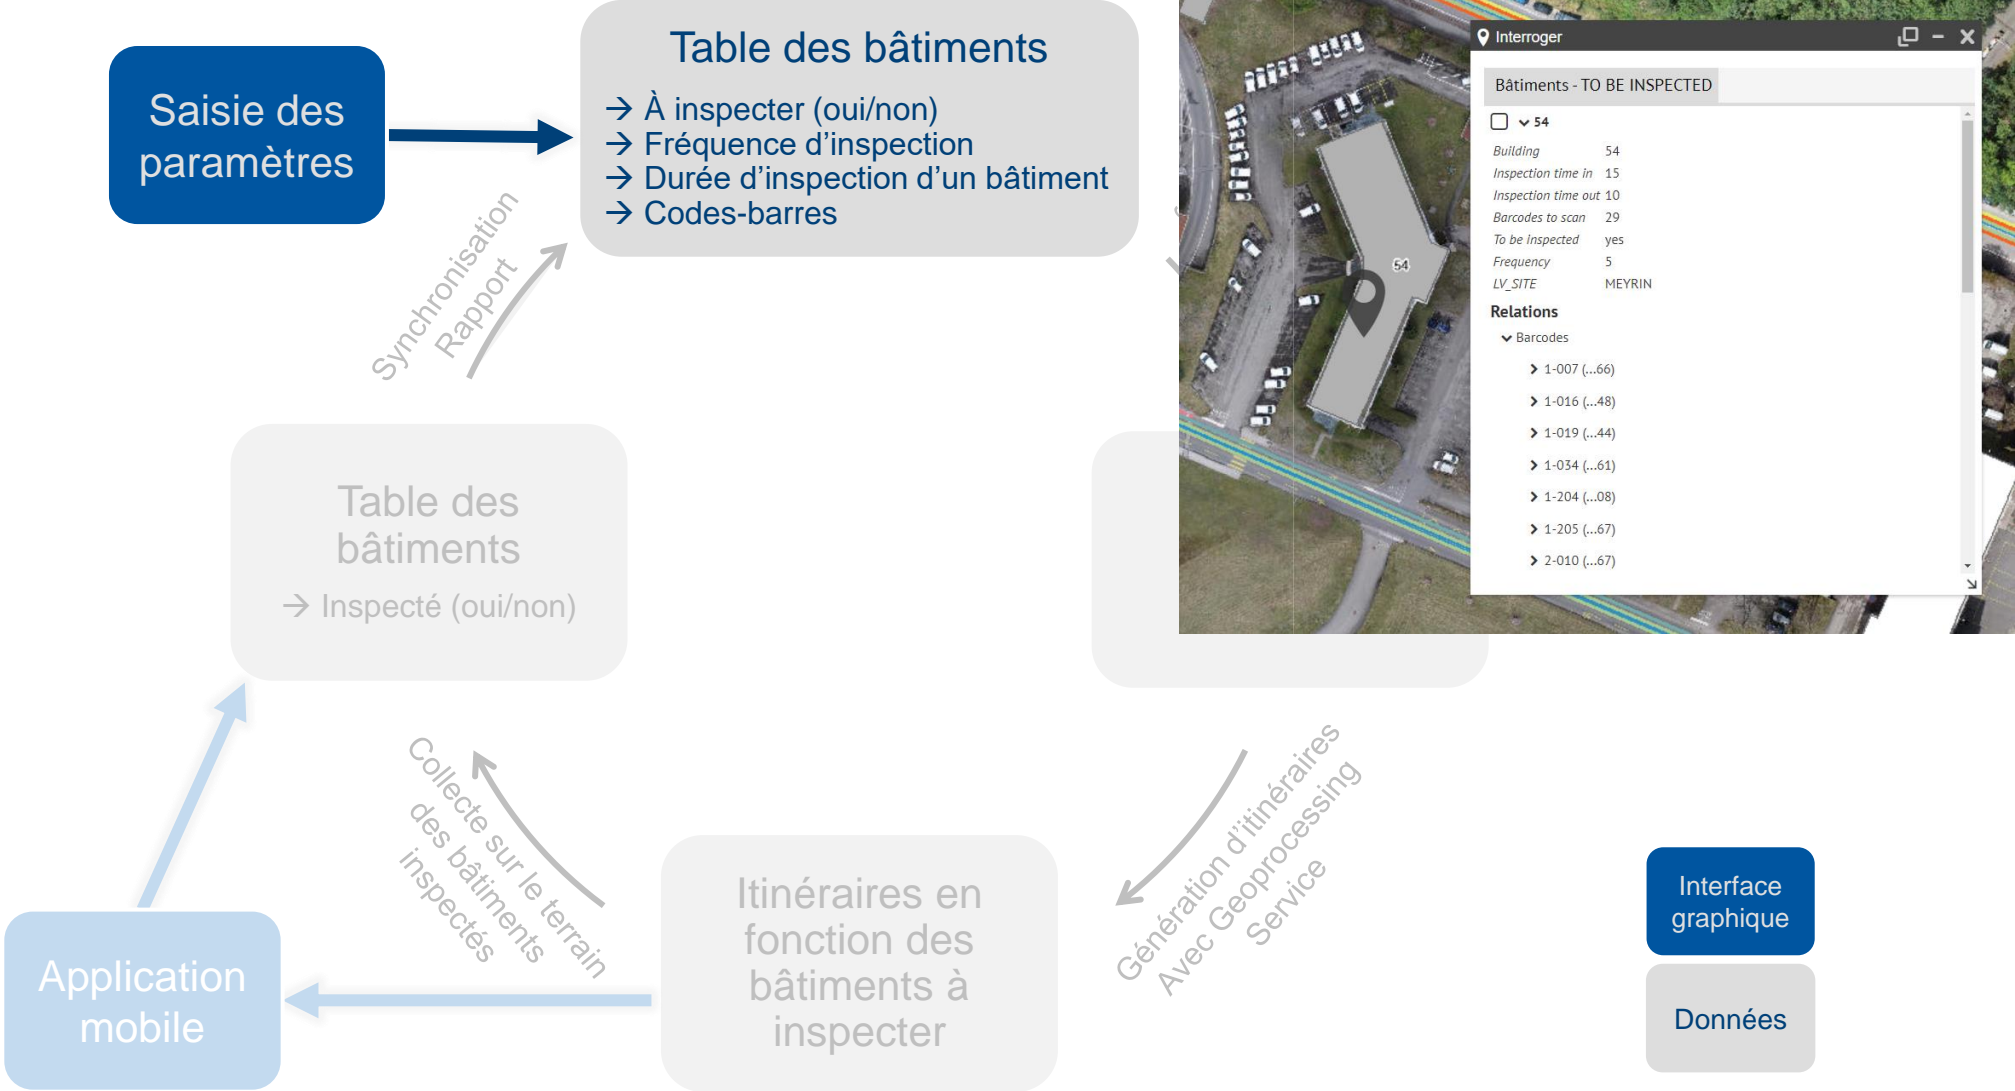 Saisie des
paramètres
Table des bâtiments
→ À inspecter (oui/non)
→ Fréquence d'inspection
→ Durée d'inspection d'un bâtiment
→ Codes-barres
Interroger
Bâtiments - TO BE INSPECTED
54
Building 54
Inspection time in 15
Inspection time out 10
Barcodes to scan 29
To be inspected yes
Frequency 5
LV_SITE MEYRIN
Relations
Barcodes
1-007 (...66)
1-016 (...48)
1-019 (...44)
1-034 (...61)
1-204 (...08)
1-205 (...67)
2-010 (...67)
54
Synchronisation
Rapport
Table des
bâtiments
→ Inspecté (oui/non)
Collecte sur le terrain
des bâtiments
inspectés
Génération d'itinéraires
Avec Geoprocessing
Service
Itinéraires en
fonction des
bâtiments à
inspecter
Application
mobile
Interface
graphique
Données